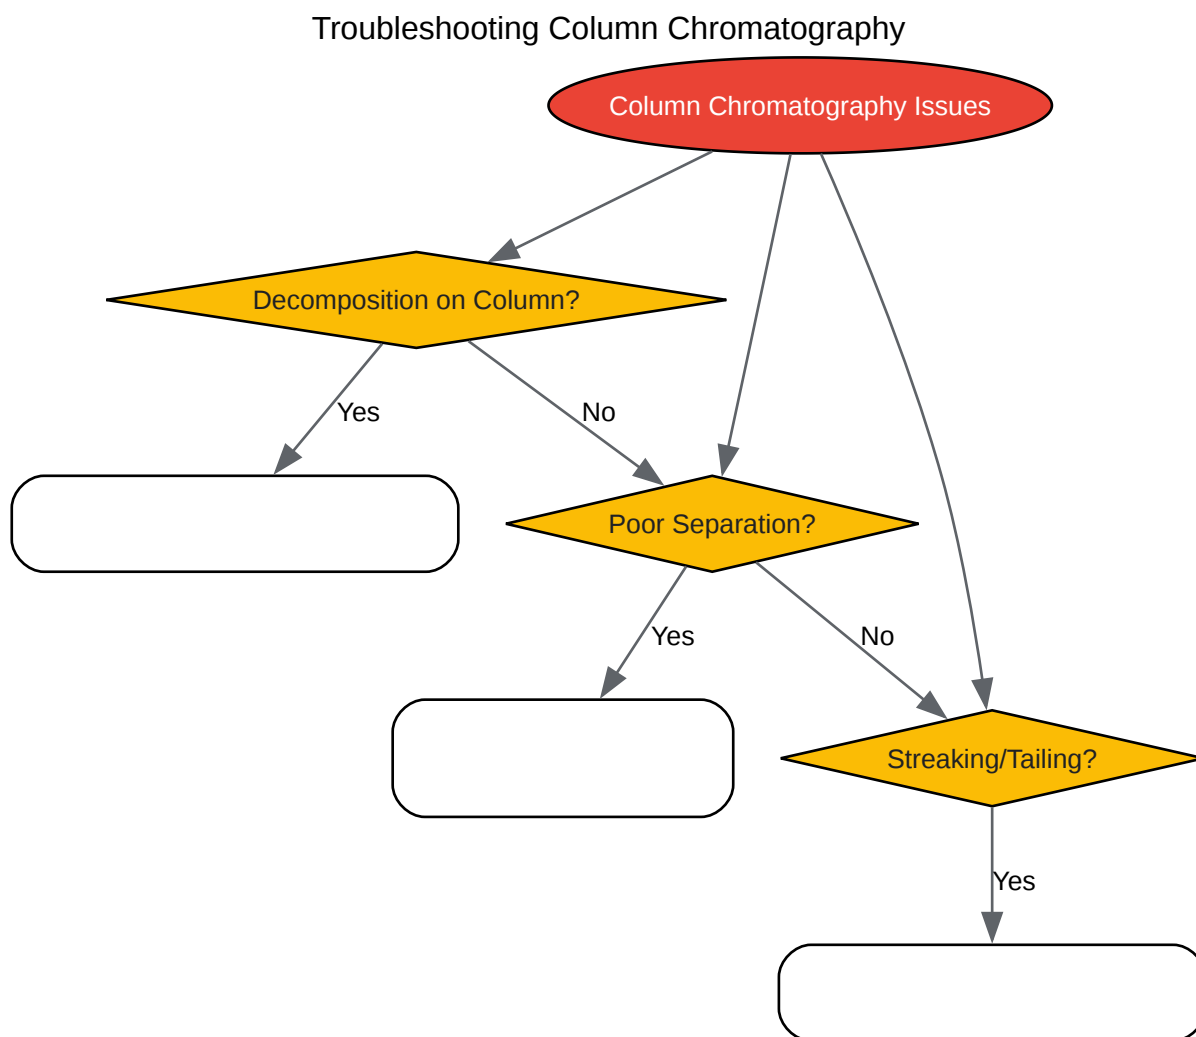 Troubleshooting Column Chromatography
Column Chromatography Issues
Decomposition on Column?
Yes
No
Poor Separation?
Yes
No
Streaking/Tailing?
Yes